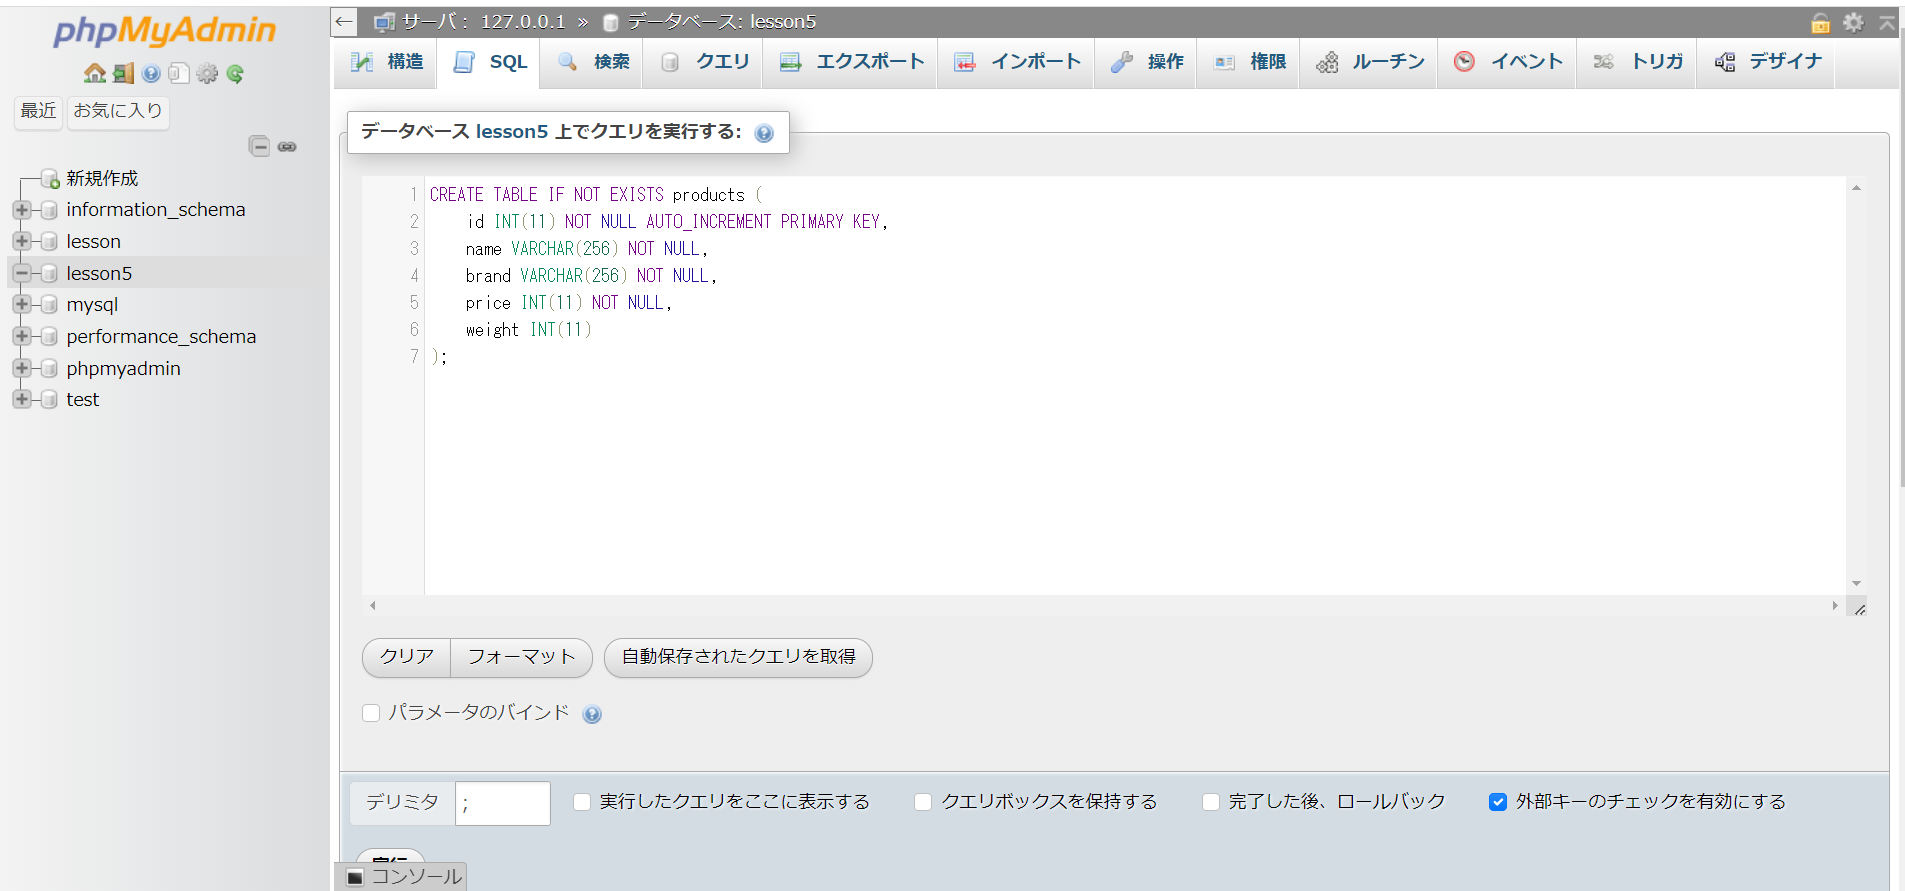 phpMyAdmin
最近 お気に入り
新規作成
information_schema
lesson
lesson5
mysql
performance_schema
phpmyadmin
test
サーバ： 127.0.0.1 » データベース: lesson5
構造 SQL 検索 クエリ エクスポート インポート 操作 権限 ルーチン イベント トリガ デザイナ
データベース lesson5 上でクエリを実行する:
1 CREATE TABLE IF NOT EXISTS products (
2 id INT(11) NOT NULL AUTO_INCREMENT PRIMARY KEY,
3 name VARCHAR(256) NOT NULL,
4 brand VARCHAR(256) NOT NULL,
5 price INT(11) NOT NULL,
6 weight INT(11)
7 );
クリア フォーマット 自動保存されたクエリを取得
パラメータのバインド
デリミタ ; 実行したクエリをここに表示する クエリボックスを保持する 完了した後、ロールバック 外部キーのチェックを有効にする
実行
コンソール